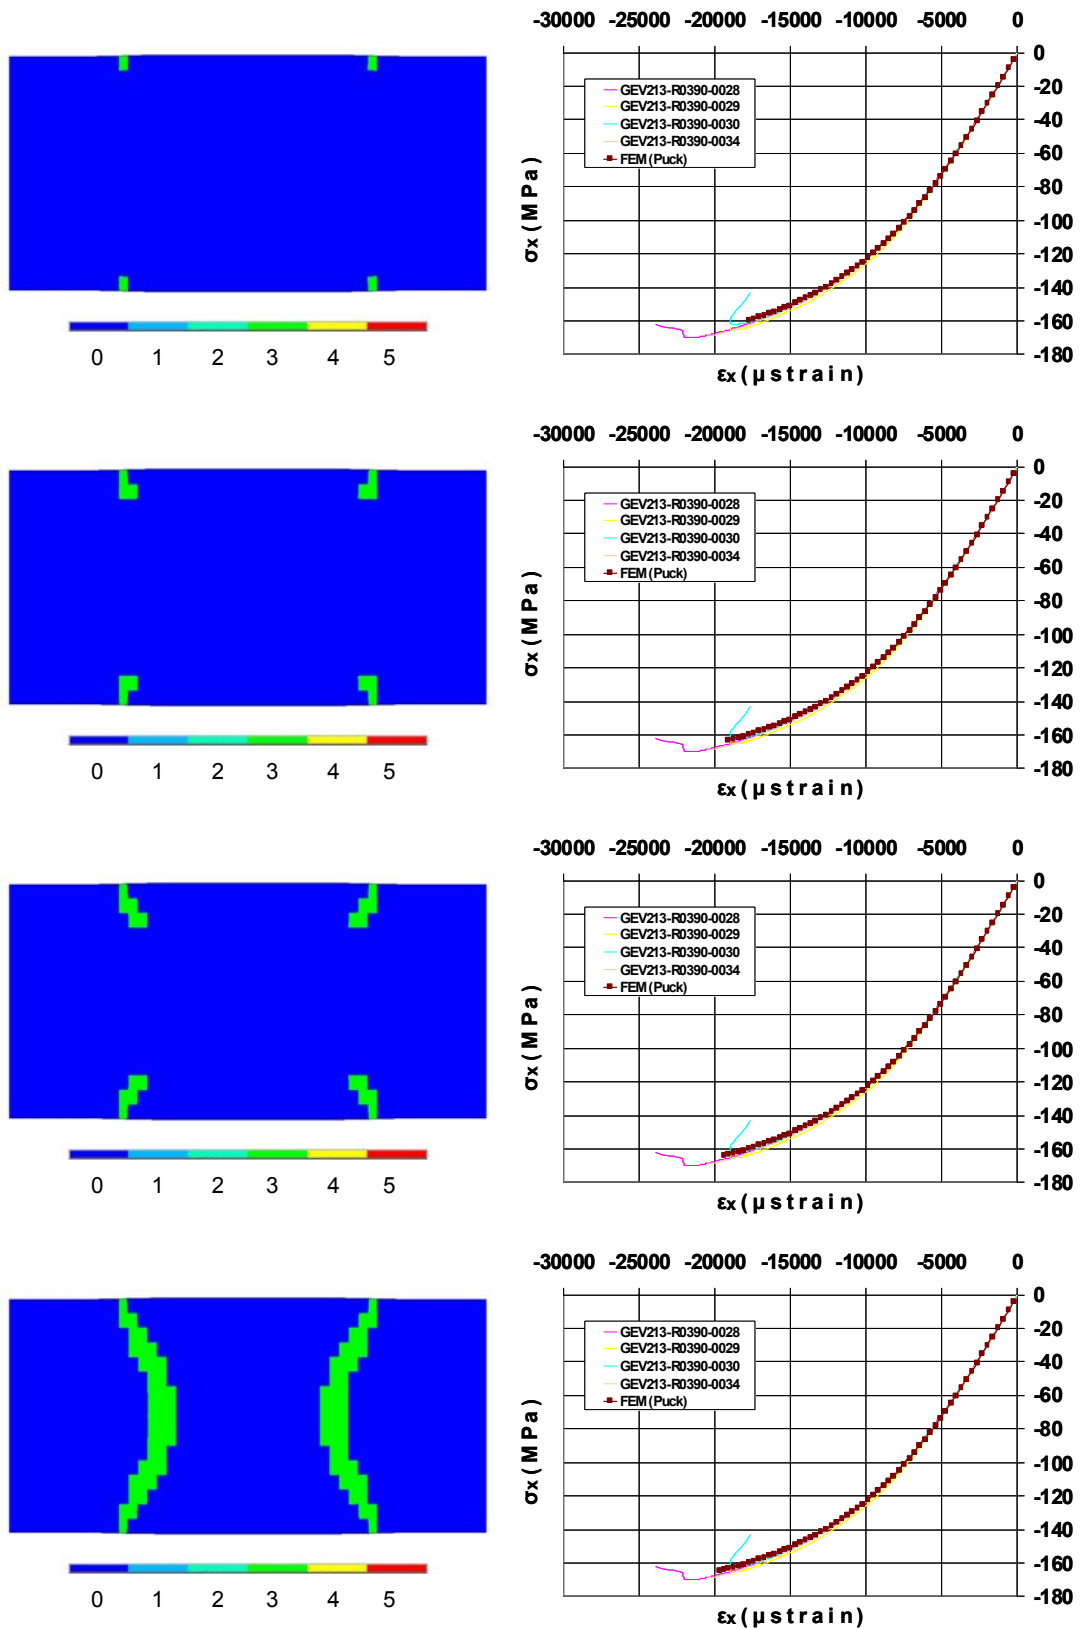 -30000 -25000 -20000 -15000 -10000 -5000 0
0
-20
-40
-60
-80
-100
-120
-140
-160
-180
GEV213-R0390-0028
GEV213-R0390-0029
GEV213-R0390-0030
GEV213-R0390-0034
FEM (Puck)
σx (MPa)
εx (µstrain)
0 1 2 3 4 5
-30000 -25000 -20000 -15000 -10000 -5000 0
0
-20
-40
-60
-80
-100
-120
-140
-160
-180
GEV213-R0390-0028
GEV213-R0390-0029
GEV213-R0390-0030
GEV213-R0390-0034
FEM (Puck)
σx (MPa)
εx (µstrain)
0 1 2 3 4 5
-30000 -25000 -20000 -15000 -10000 -5000 0
0
-20
-40
-60
-80
-100
-120
-140
-160
-180
GEV213-R0390-0028
GEV213-R0390-0029
GEV213-R0390-0030
GEV213-R0390-0034
FEM (Puck)
σx (MPa)
εx (µstrain)
0 1 2 3 4 5
-30000 -25000 -20000 -15000 -10000 -5000 0
0
-20
-40
-60
-80
-100
-120
-140
-160
-180
GEV213-R0390-0028
GEV213-R0390-0029
GEV213-R0390-0030
GEV213-R0390-0034
FEM (Puck)
σx (MPa)
εx (µstrain)
0 1 2 3 4 5